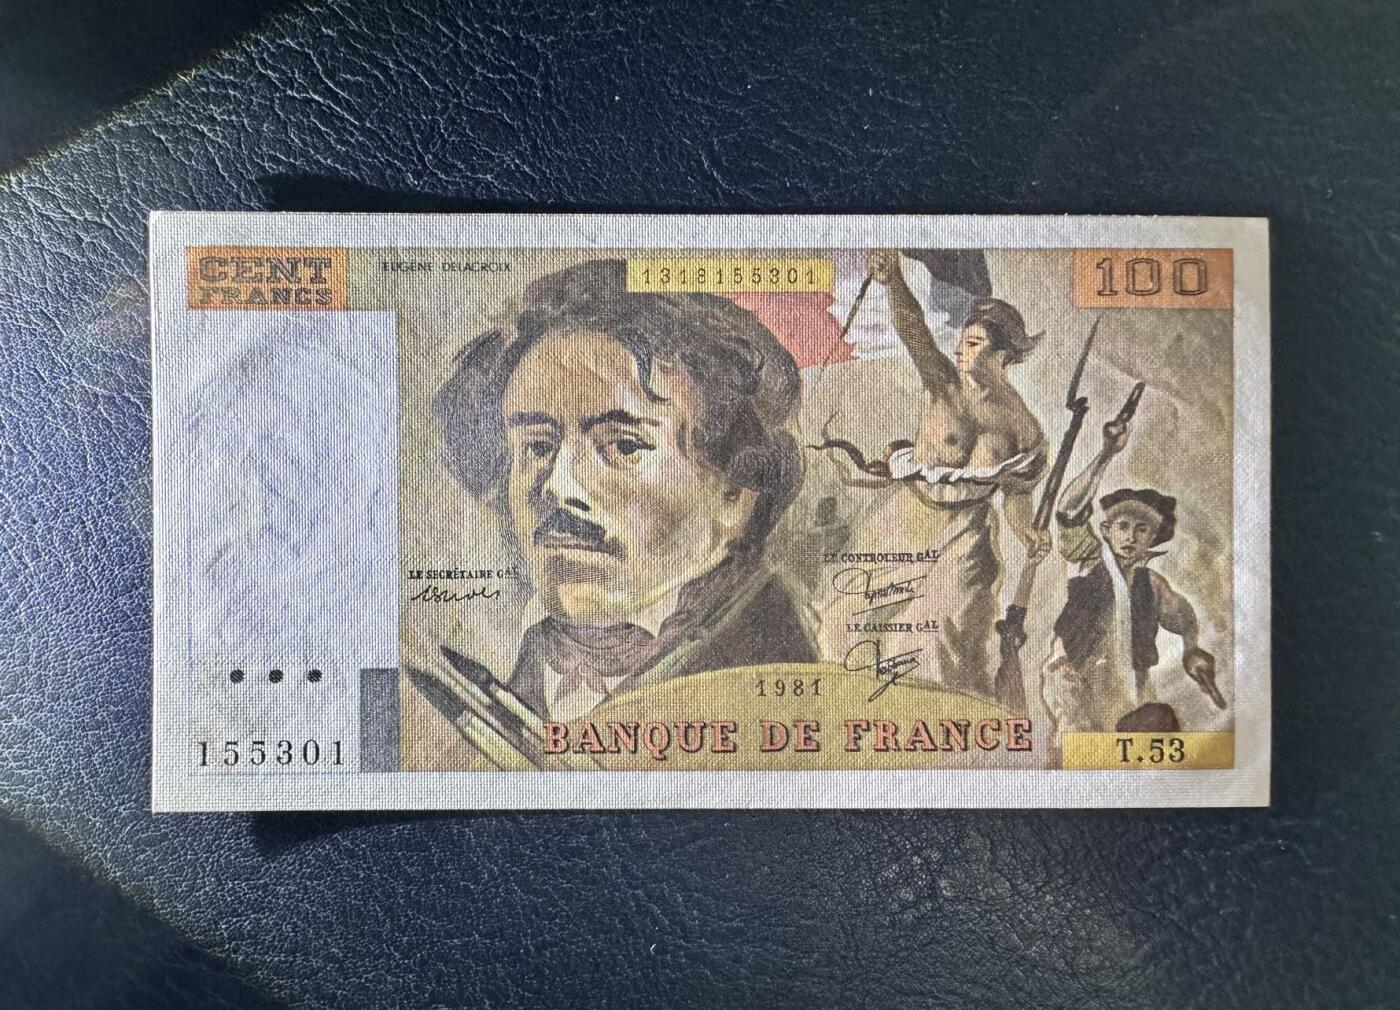 CENT
FRANCS
EUGÈNE DELACROIX
1318155301
100
LE SECRÉTAIRE GAL
LE CONTROLEUR GAL
LE CAISSIER GAL
1981
155301
BANQUE DE FRANCE
T.53